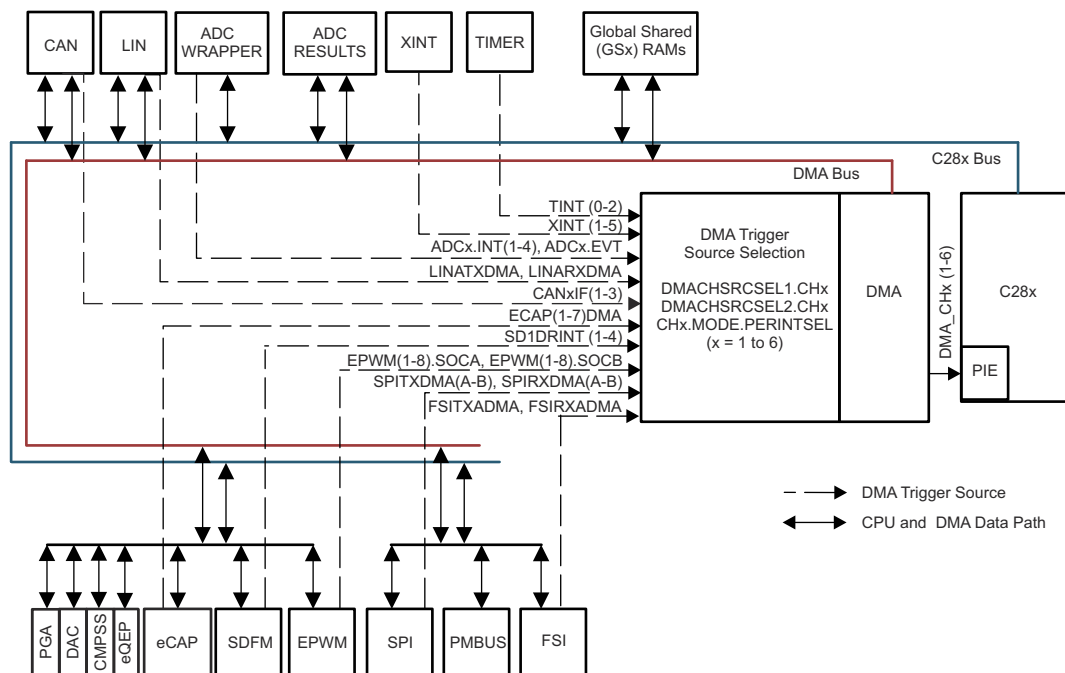 CAN
LIN
ADC
WRAPPER
ADC
RESULTS
XINT
TIMER
Global Shared
(GSx) RAMs
C28x Bus
DMA Bus
TINT (0-2)
XINT (1-5)
ADCx.INT(1-4), ADCx.EVT
LINATXDMA, LINARXDMA
CANxIF(1-3)
ECAP(1-7)DMA
SD1DRINT (1-4)
EPWM(1-8).SOCA, EPWM(1-8).SOCB
SPITXDMA(A-B), SPIRXDMA(A-B)
FSITXADMA, FSIRXADMA
DMA Trigger
Source Selection
DMACHSRCSEL1.CHx
DMACHSRCSEL2.CHx
CHx.MODE.PERINTSEL
(x = 1 to 6)
DMA
DMA_CHx (1-6)
C28x
PIE
DMA Trigger Source
CPU and DMA Data Path
PGA
DAC
CMPSS
eQEP
eCAP
SDFM
EPWM
SPI
PMBUS
FSI